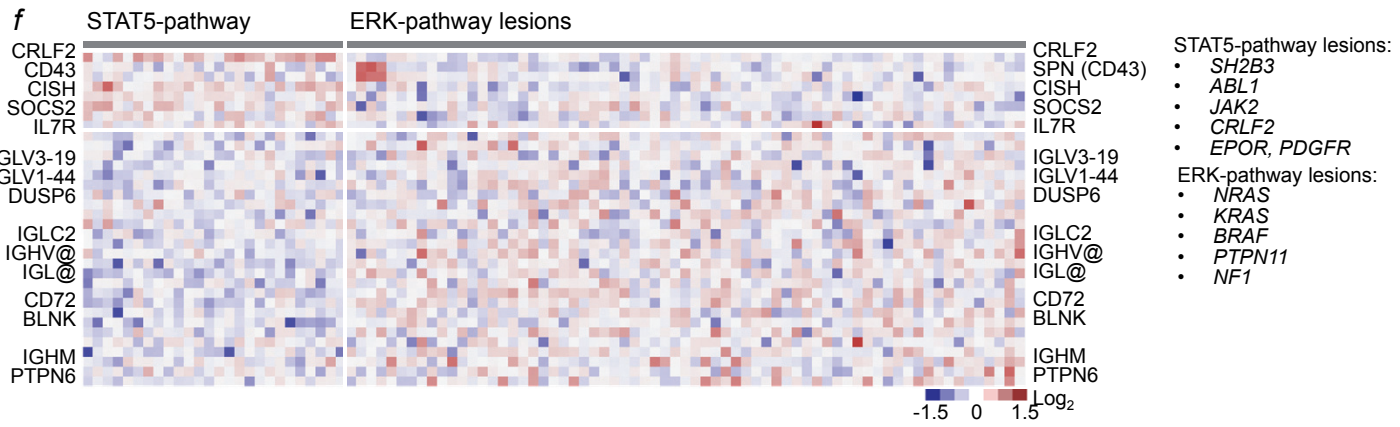 f
STAT5-pathway
ERK-pathway lesions
CRLF2
CD43
CISH
SOCS2
IL7R
GLV3-19
GLV1-44
DUSP6
IGLC2
IGHV@
IGL@
CD72
BLNK
IGHM
PTPN6
CRLF2
SPN (CD43)
CISH
SOCS2
IL7R
IGLV3-19
IGLV1-44
DUSP6
IGLC2
IGHV@
IGL@
CD72
BLNK
IGHM
PTPN6
-1.5 0 1.5 Log2
STAT5-pathway lesions:
• SH2B3
• ABL1
• JAK2
• CRLF2
• EPOR, PDGFR
ERK-pathway lesions:
• NRAS
• KRAS
• BRAF
• PTPN11
• NF1